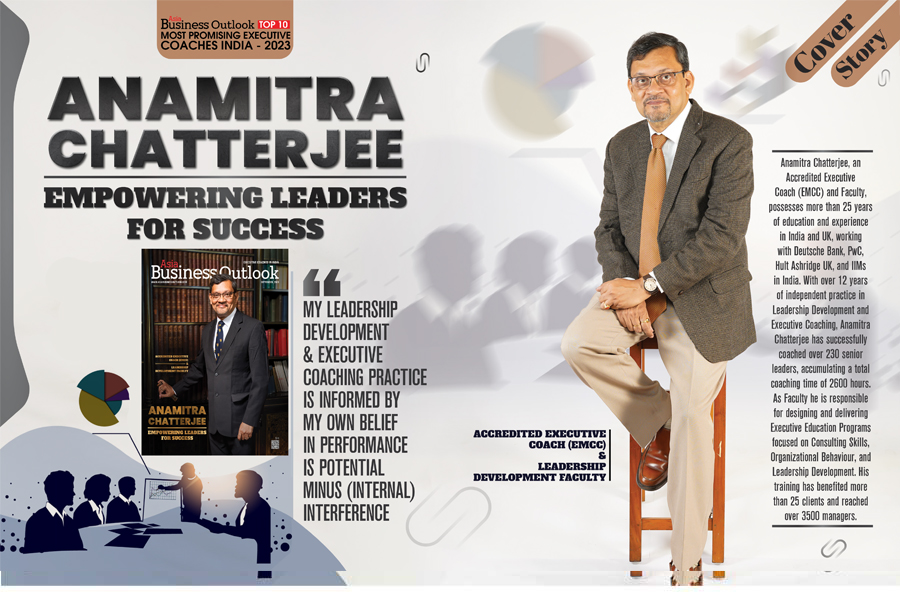 Asia
Business Outlook TOP 10
MOST PROMISING EXECUTIVE
COACHES INDIA - 2023
Cover
Story
ANAMITRA
CHATTERJEE
EMPOWERING LEADERS
FOR SUCCESS
Asia
Business Outlook
ANAMITRA
CHATTERJEE
EMPOWERING LEADERS
FOR SUCCESS
“
MY LEADERSHIP
DEVELOPMENT
& EXECUTIVE
COACHING PRACTICE
IS INFORMED BY
MY OWN BELIEF
IN PERFORMANCE
IS POTENTIAL
MINUS (INTERNAL)
INTERFERENCE
ACCREDITED EXECUTIVE
COACH (EMCC)
&
LEADERSHIP
DEVELOPMENT FACULTY
Anamitra Chatterjee, an
Accredited Executive
Coach (EMCC) and Faculty,
possesses more than 25 years
of education and experience
in India and UK, working
with Deutsche Bank, PwC,
Hult Ashridge UK, and IIMs
in India. With over 12 years
of independent practice in
Leadership Development and
Executive Coaching, Anamitra
Chatterjee has successfully
coached over 230 senior
leaders, accumulating a total
coaching time of 2600 hours.
As Faculty he is responsible
for designing and delivering
Executive Education Programs
focused on Consulting Skills,
Organizational Behaviour, and
Leadership Development. His
training has benefited more
than 25 clients and reached
over 3500 managers.